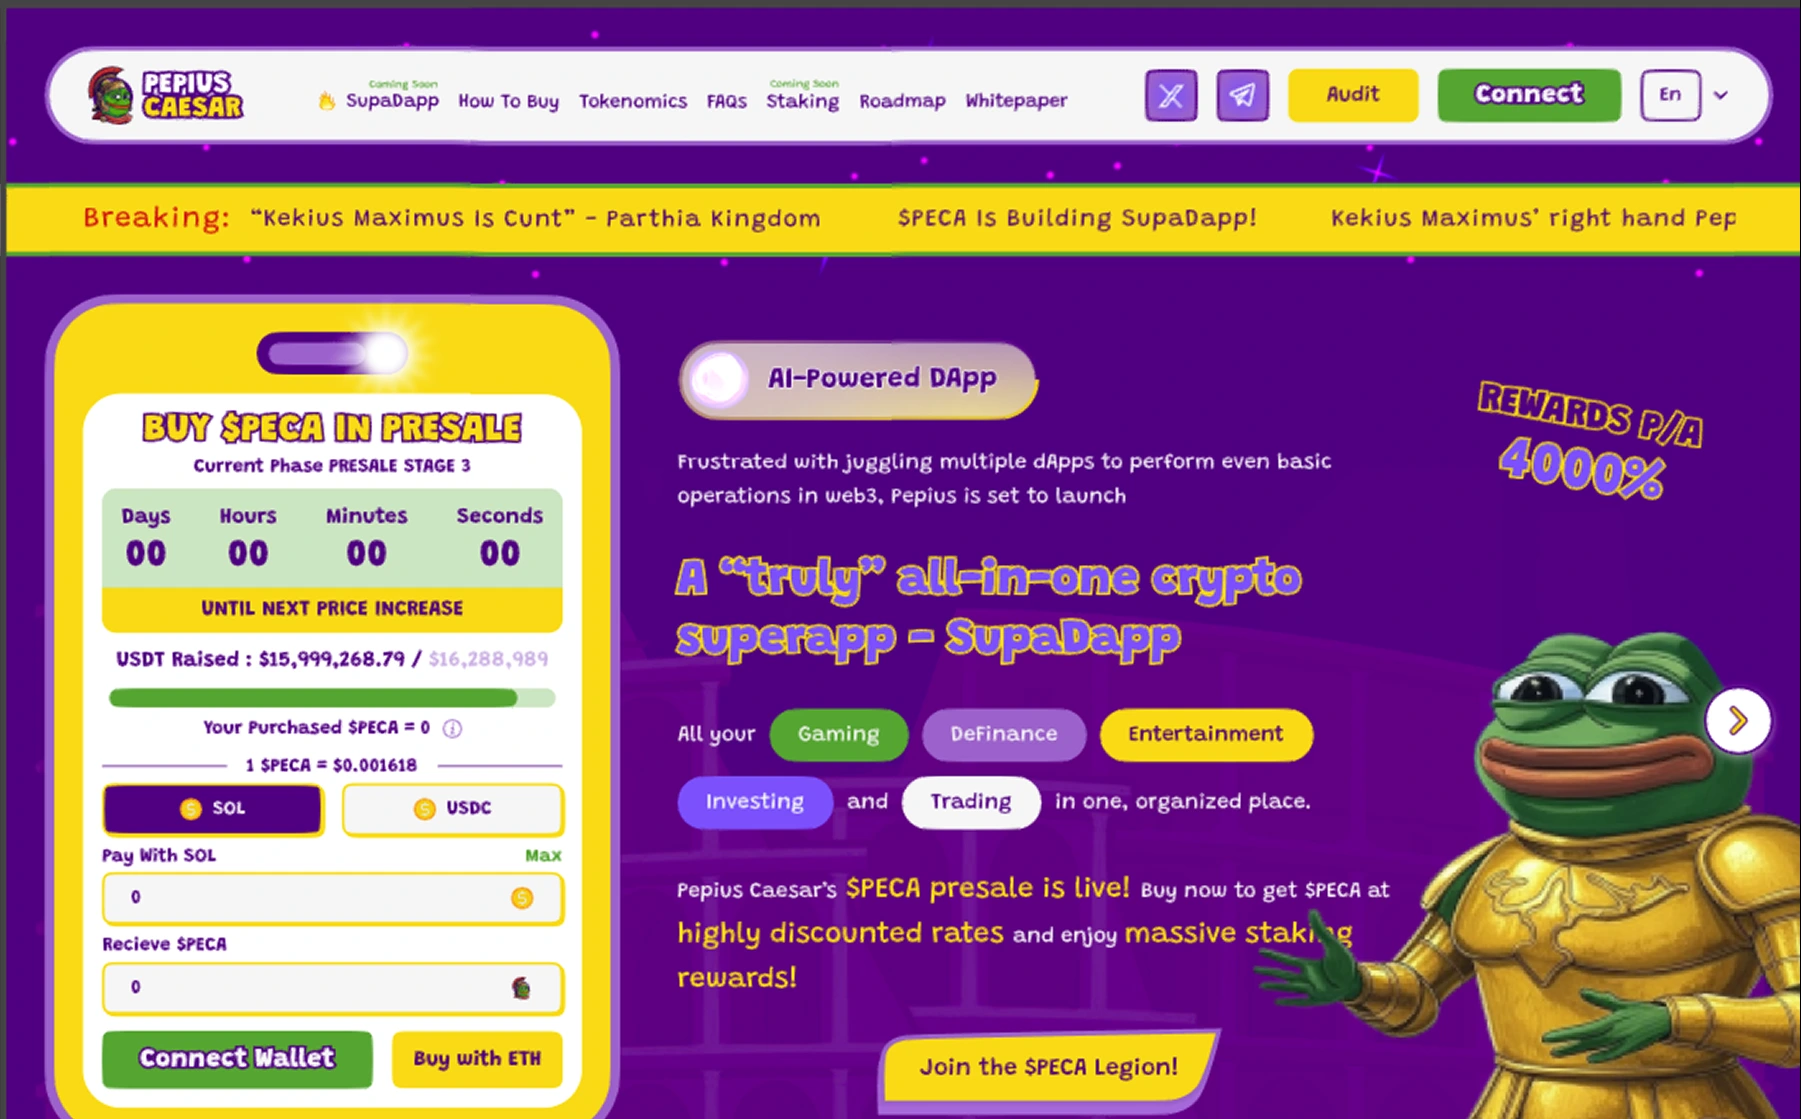 PEPIUS
CAESAR
Coming Soon
SupaDapp
How To Buy
Tokenomics
FAQs
Coming Soon
Staking
Roadmap
Whitepaper
Audit
Connect
En
Breaking: “Kekius Maximus Is Cunt” - Parthia Kingdom $PECA Is Building SupaDapp! Kekius Maximus’ right hand Pep
BUY $PECA IN PRESALE
Current Phase PRESALE STAGE 3
Days Hours Minutes Seconds
00 00 00 00
UNTIL NEXT PRICE INCREASE
USDT Raised : $15,999,268.79 / $16,288,989
Your Purchased $PECA = 0
1 $PECA = $0.001618
SOL USDC
Pay With SOL Max
0
Recieve $PECA
0
Connect Wallet Buy with ETH
AI-Powered DApp
Frustrated with juggling multiple dApps to perform even basic
operations in web3, Pepius is set to launch
A “truly” all-in-one crypto
superapp - SupaDapp
All your Gaming DeFinance Entertainment
Investing and Trading in one, organized place.
Pepius Caesar’s $PECA presale is live! Buy now to get $PECA at
highly discounted rates and enjoy massive staking
rewards!
Join the $PECA Legion!
REWARDS P/A
4000%